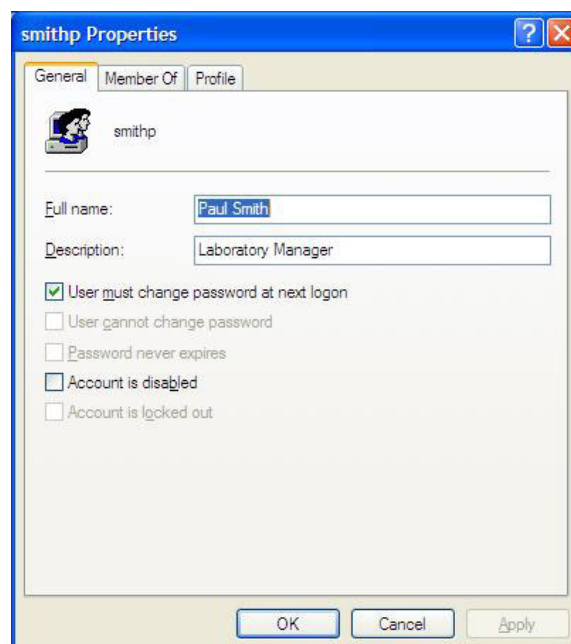 smithp Properties
General Member Of Profile
smithp
Full name: Paul Smith
Description: Laboratory Manager
User must change password at next logon
User cannot change password
Password never expires
Account is disabled
Account is locked out
OK Cancel Apply